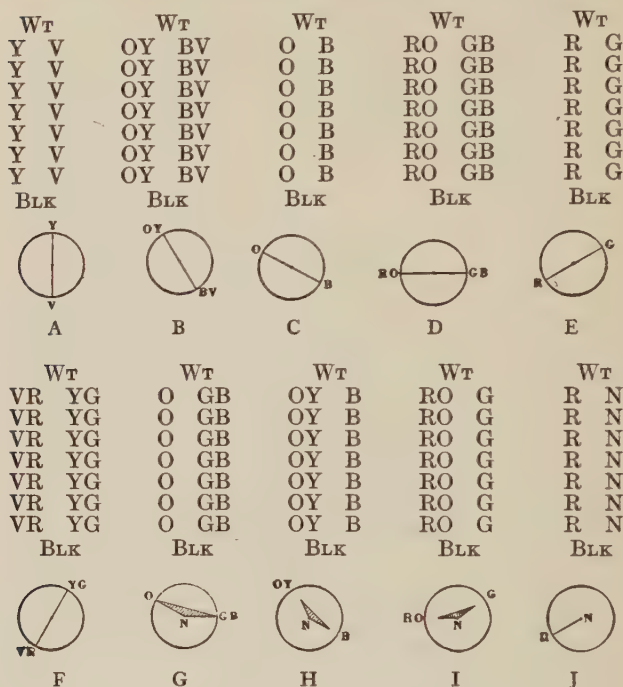 WT WT WT WT WT
Y V OY BV O B RO GB R G
Y V OY BV O B RO GB R G
Y V OY BV O B RO GB R G
Y V OY BV O B RO GB R G
Y V OY BV O B RO GB R G
Y V OY BV O B RO GB R G
Y V OY BV O B RO GB R G
BLK BLK BLK BLK BLK
Y OY O G
RO GB
V BV B R
A B C D E
WT WT WT WT WT
VR YG O GB OY B RO G R N
VR YG O GB OY B RO G R N
VR YG O GB OY B RO G R N
VR YG O GB OY B RO G R N
VR YG O GB OY B RO G R N
VR YG O GB OY B RO G R N
VR YG O GB OY B RO G R N
BLK BLK BLK BLK BLK
YG O OY G
N GB N RO N N
VR B R
F G H I J